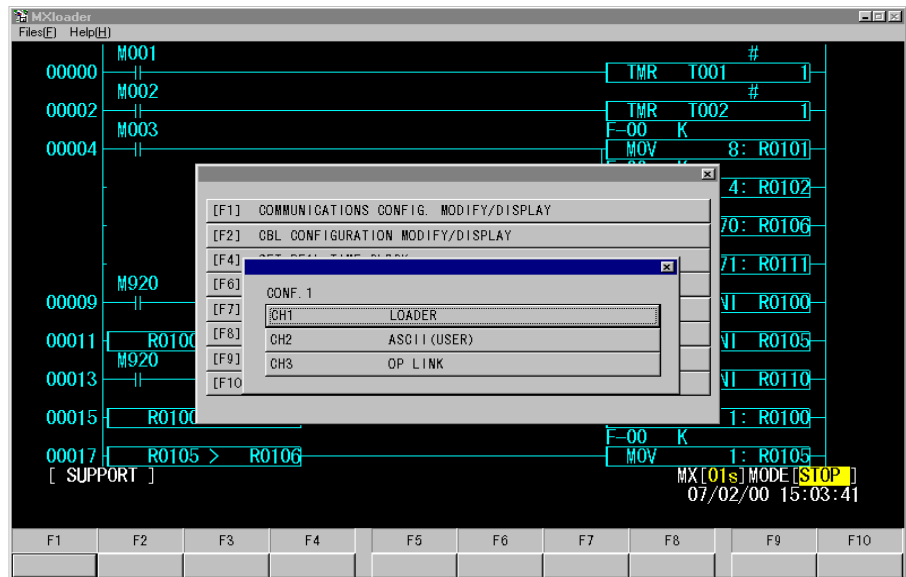 MXloader
Files(F) Help(H)
M001 #
00000 TMR T001 1
M002 #
00002 TMR T002 1
M003 F-00 K
00004 MOV 8: R0101
4: R0102
[F1] COMMUNICATIONS CONFIG. MODIFY/DISPLAY
70: R0106
[F2] CBL CONFIGURATION MODIFY/DISPLAY
[F4]
71: R0111
M920 [F6]
CONF. 1
00009 [F7] NI R0100
CH1 LOADER
00011 R0100 [F8] NI R0105
CH2 ASCII(USER)
M920 [F9]
CH3 OP LINK
00013 [F10 NI R0110
00015 R0100 1: R0100
F-00 K
00017 R0105 > R0106 MOV 1: R0105
[ SUPPORT ] MX[01s]MODE[STOP ]
07/02/00 15:03:41
F1 F2 F3 F4 F5 F6 F7 F8 F9 F10